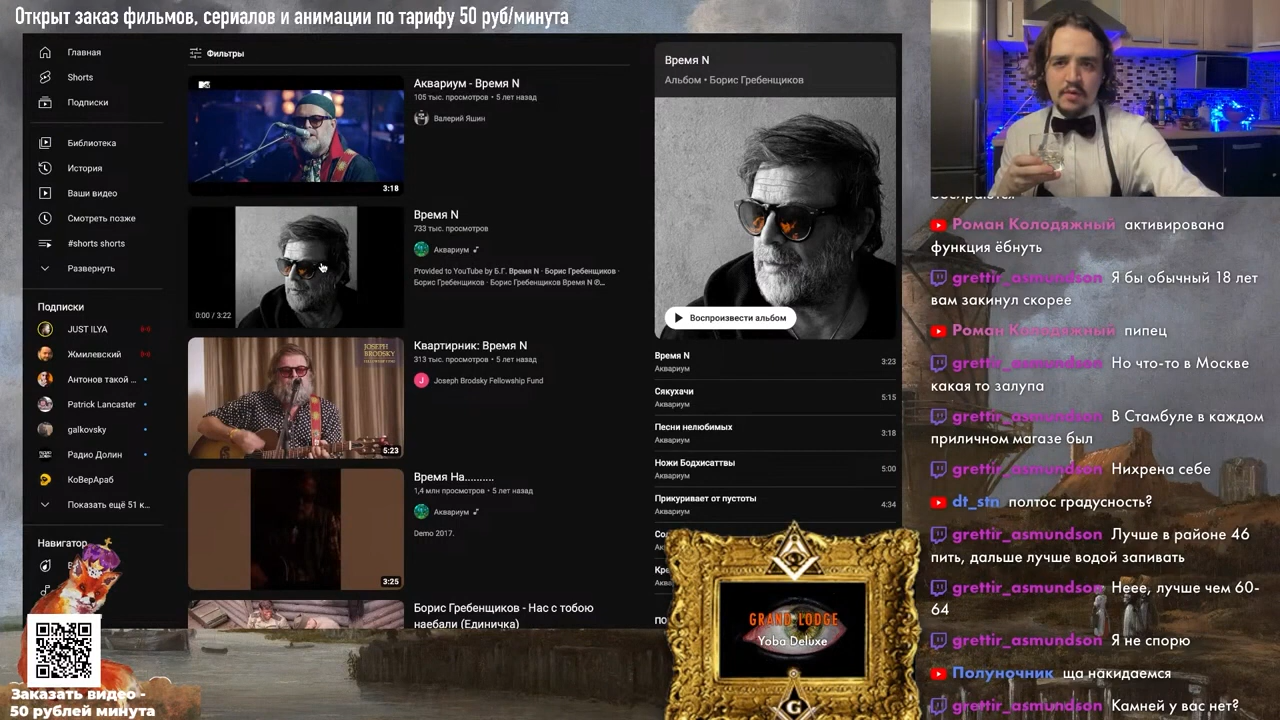 Открыт заказ фильмов, сериалов и анимации по тарифу 50 руб/минута
Главная
Shorts
Подписки
Библиотека
История
Ваши видео
Смотреть позже
#shorts shorts
Развернуть
Подписки
JUST ILYA
Жмилевский
Антонов такой ...
Patrick Lancaster
galkovsky
Радио Долин
КоВерАраб
Показать ещё 51 к...
Навигатор
Заказать видео -
50 рублей минута
Фильтры
3:18
Аквариум - Время N
105 тыс. просмотров • 5 лет назад
Валерий Яшин
0:00 / 3:22
Время N
733 тыс. просмотров
Аквариум
Provided to YouTube by Б.Г. Время N · Борис Гребенщиков ·
Борис Гребенщиков · Борис Гребенщиков Время N ℗...
JOSEPH
BRODSKY
5:23
Квартирник: Время N
313 тыс. просмотров • 5 лет назад
Joseph Brodsky Fellowship Fund
3:25
Время На..........
1,4 млн просмотров • 5 лет назад
Аквариум
Demo 2017.
Борис Гребенщиков - Нас с тобою
наебали (Единичка)
Время N
Альбом • Борис Гребенщиков
Воспроизвести альбом
Время N
Аквариум
3:23
Сякухачи
Аквариум
5:15
Песни нелюбимых
Аквариум
3:18
Ножи Бодхисаттвы
Аквариум
5:00
Прикуривает от пустоты
Аквариум
4:34
GRAND LODGE
Yoba Deluxe
G
Роман Колодяжный активирована
функция ёбнуть
grettir_asmundson Я бы обычный 18 лет
вам закинул скорее
Роман Колодяжный пипец
grettir_asmundson Но что-то в Москве
какая то залупа
grettir_asmundson В Стамбуле в каждом
приличном магазе был
grettir_asmundson Нихрена себе
dt_stn полтос градусность?
grettir_asmundson Лучше в районе 46
пить, дальше лучше водой запивать
grettir_asmundson Неее, лучше чем 60-
64
grettir_asmundson Я не спорю
Полуночник ща накидаемся
grettir_asmundson Камней у вас нет?